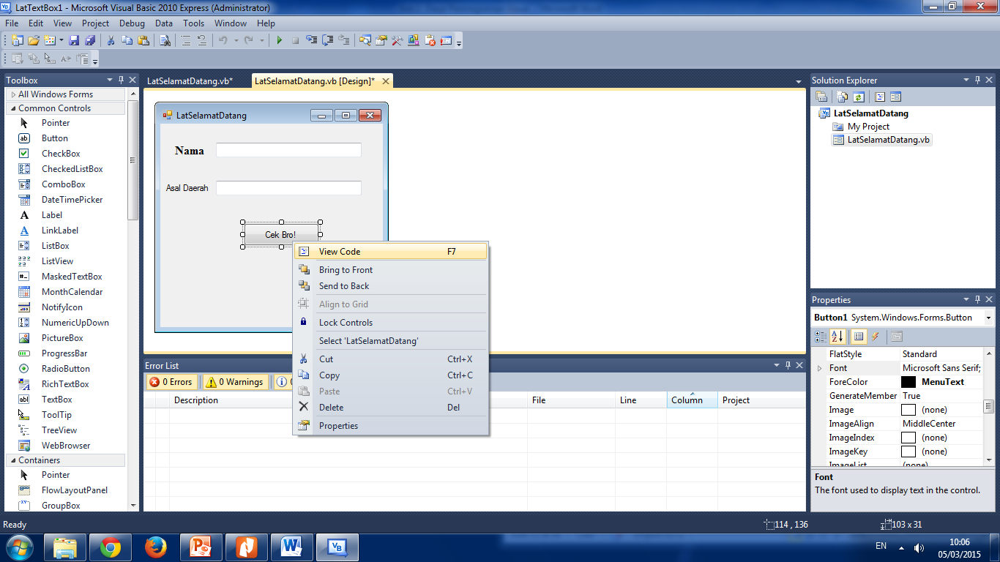 LatTextBox1 - Microsoft Visual Basic 2010 Express (Administrator)
File Edit View Project Debug Data Tools Window Help
Toolbox
All Windows Forms
Common Controls
Pointer
Button
CheckBox
CheckedListBox
ComboBox
DateTimePicker
Label
LinkLabel
ListBox
ListView
MaskedTextBox
MonthCalendar
NotifyIcon
NumericUpDown
PictureBox
ProgressBar
RadioButton
RichTextBox
TextBox
ToolTip
TreeView
WebBrowser
Containers
Pointer
FlowLayoutPanel
GroupBox
LatSelamatDatang.vb* LatSelamatDatang.vb [Design]*
LatSelamatDatang
Nama
Asal Daerah
Cek Bro!
View Code F7
Bring to Front
Send to Back
Align to Grid
Lock Controls
Select 'LatSelamatDatang'
Cut Ctrl+X
Copy Ctrl+C
Paste Ctrl+V
Delete Del
Properties
Error List
0 Errors 0 Warnings
Description File Line Column Project
Solution Explorer
LatSelamatDatang
My Project
LatSelamatDatang.vb
Properties
Button1 System.Windows.Forms.Button
FlatStyle Standard
Font Microsoft Sans Serif;
ForeColor MenuText
GenerateMember True
Image (none)
ImageAlign MiddleCenter
ImageIndex (none)
ImageKey (none)
ImageList (none)
Font
The font used to display text in the control.
Ready 114 , 136 103 x 31
EN 10:06
05/03/2015